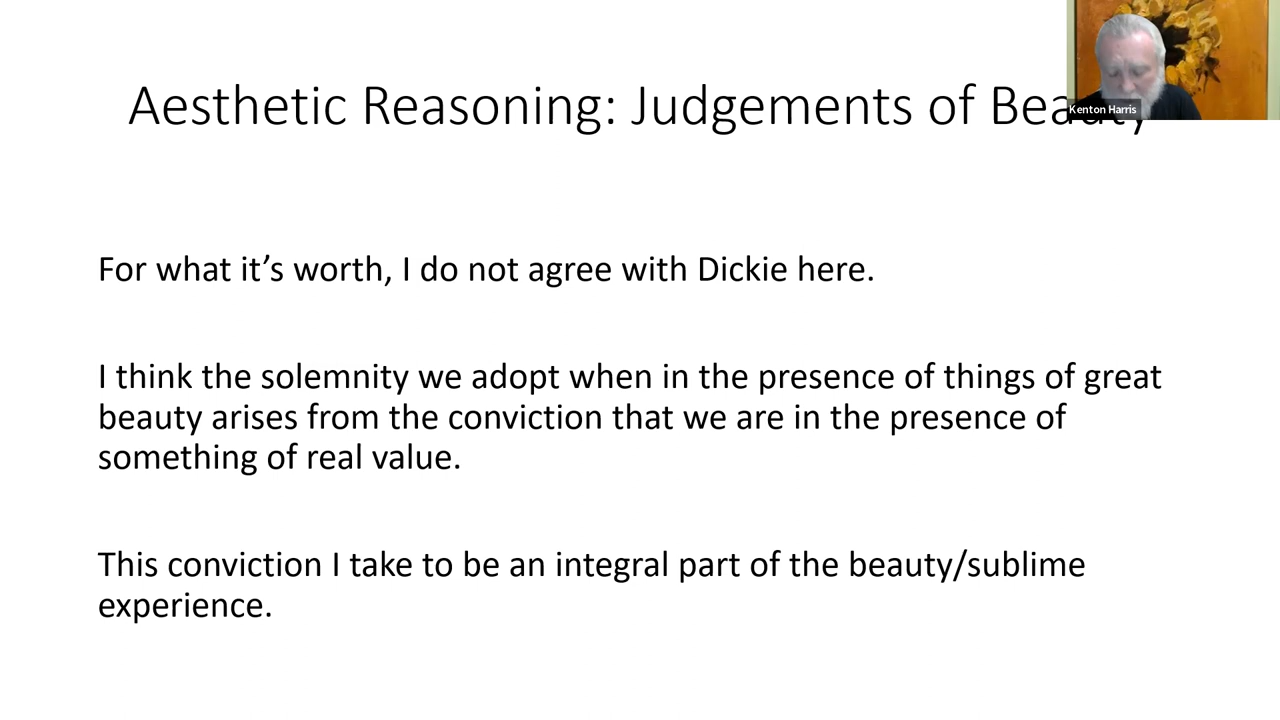 Aesthetic Reasoning: Judgements of Beauty
Kenton Harris
For what it’s worth, I do not agree with Dickie here.
I think the solemnity we adopt when in the presence of things of great
beauty arises from the conviction that we are in the presence of
something of real value.
This conviction I take to be an integral part of the beauty/sublime
experience.